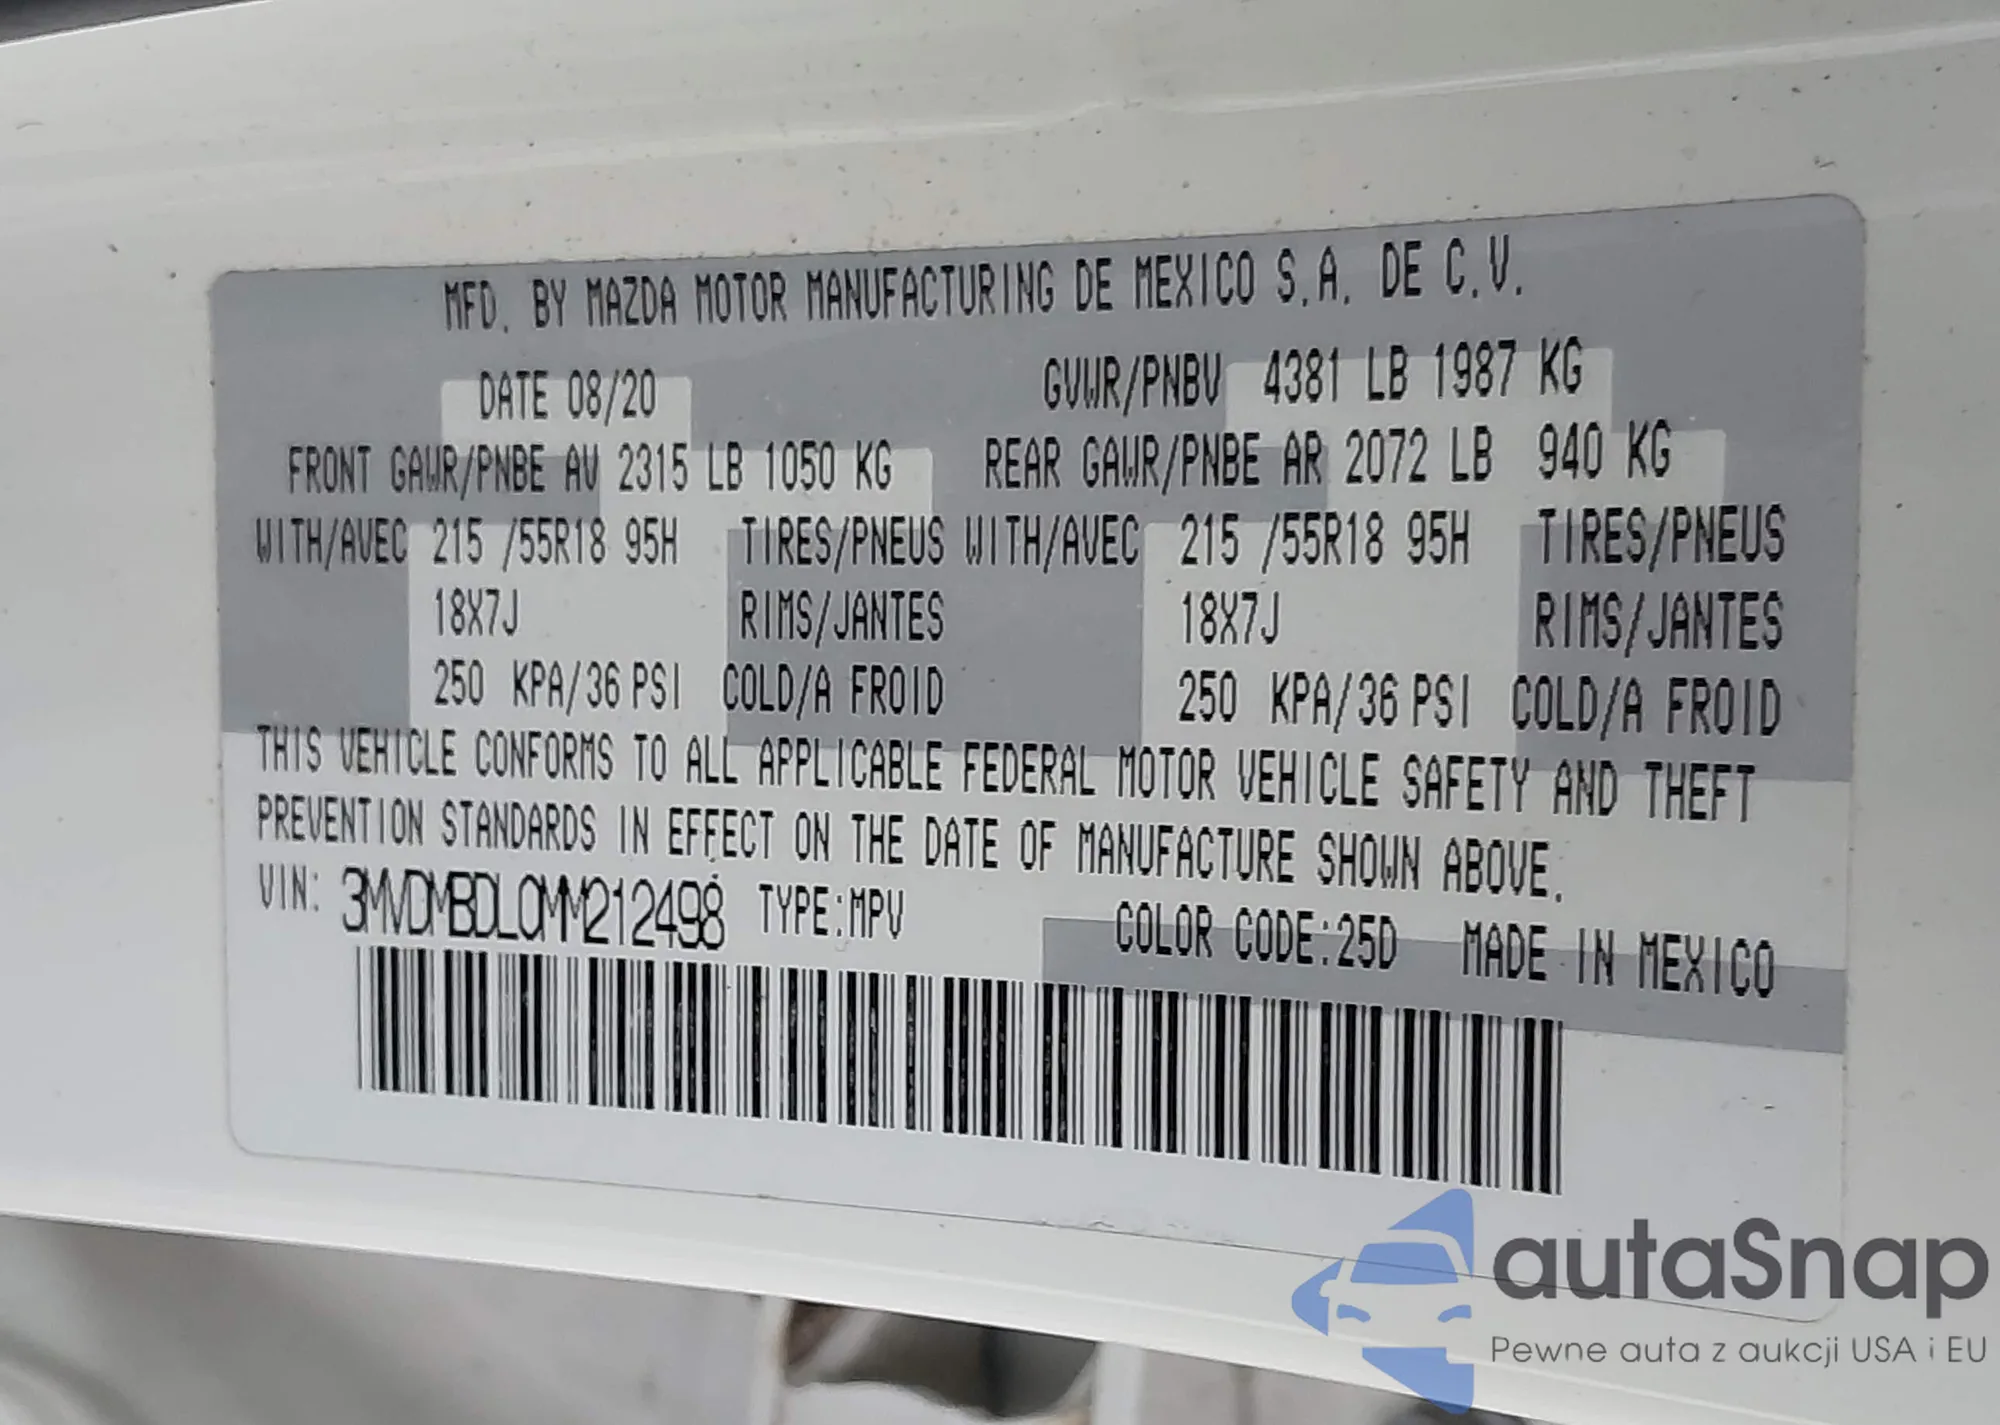 MFD. BY MAZDA MOTOR MANUFACTURING DE MEXICO S.A. DE C.V.
DATE 08/20 GVWR/PNBV 4381 LB 1987 KG
FRONT GAWR/PNBE AV 2315 LB 1050 KG REAR GAWR/PNBE AR 2072 LB 940 KG
WITH/AVEC 215 /55R18 95H TIRES/PNEUS WITH/AVEC 215 /55R18 95H TIRES/PNEUS
18X7J RIMS/JANTES 18X7J RIMS/JANTES
250 KPA/36 PSI COLD/A FROID 250 KPA/36 PSI COLD/A FROID
THIS VEHICLE CONFORMS TO ALL APPLICABLE FEDERAL MOTOR VEHICLE SAFETY AND THEFT
PREVENTION STANDARDS IN EFFECT ON THE DATE OF MANUFACTURE SHOWN ABOVE.
VIN: 3MVDMBDL0MM212498 TYPE:MPV COLOR CODE:25D MADE IN MEXICO
autaSnap
Pewne auta z aukcji USA i EU